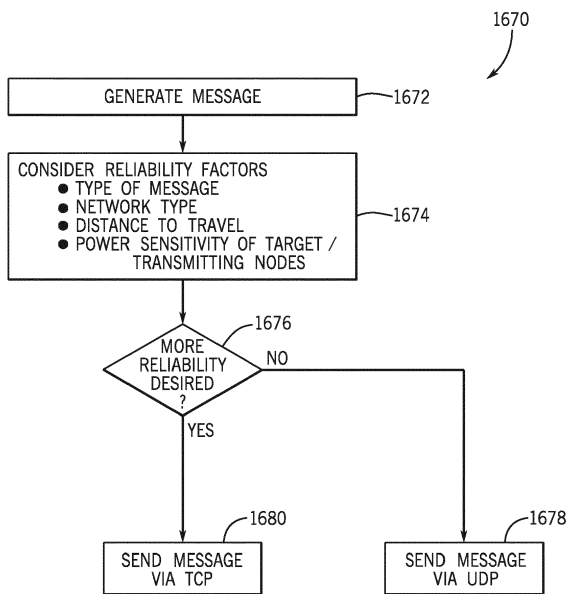 1670
GENERATE MESSAGE
1672
CONSIDER RELIABILITY FACTORS
● TYPE OF MESSAGE
● NETWORK TYPE
● DISTANCE TO TRAVEL
● POWER SENSITIVITY OF TARGET /
TRANSMITTING NODES
1674
1676
MORE
RELIABILITY
DESIRED
?
NO
YES
1680
SEND MESSAGE
VIA TCP
1678
SEND MESSAGE
VIA UDP